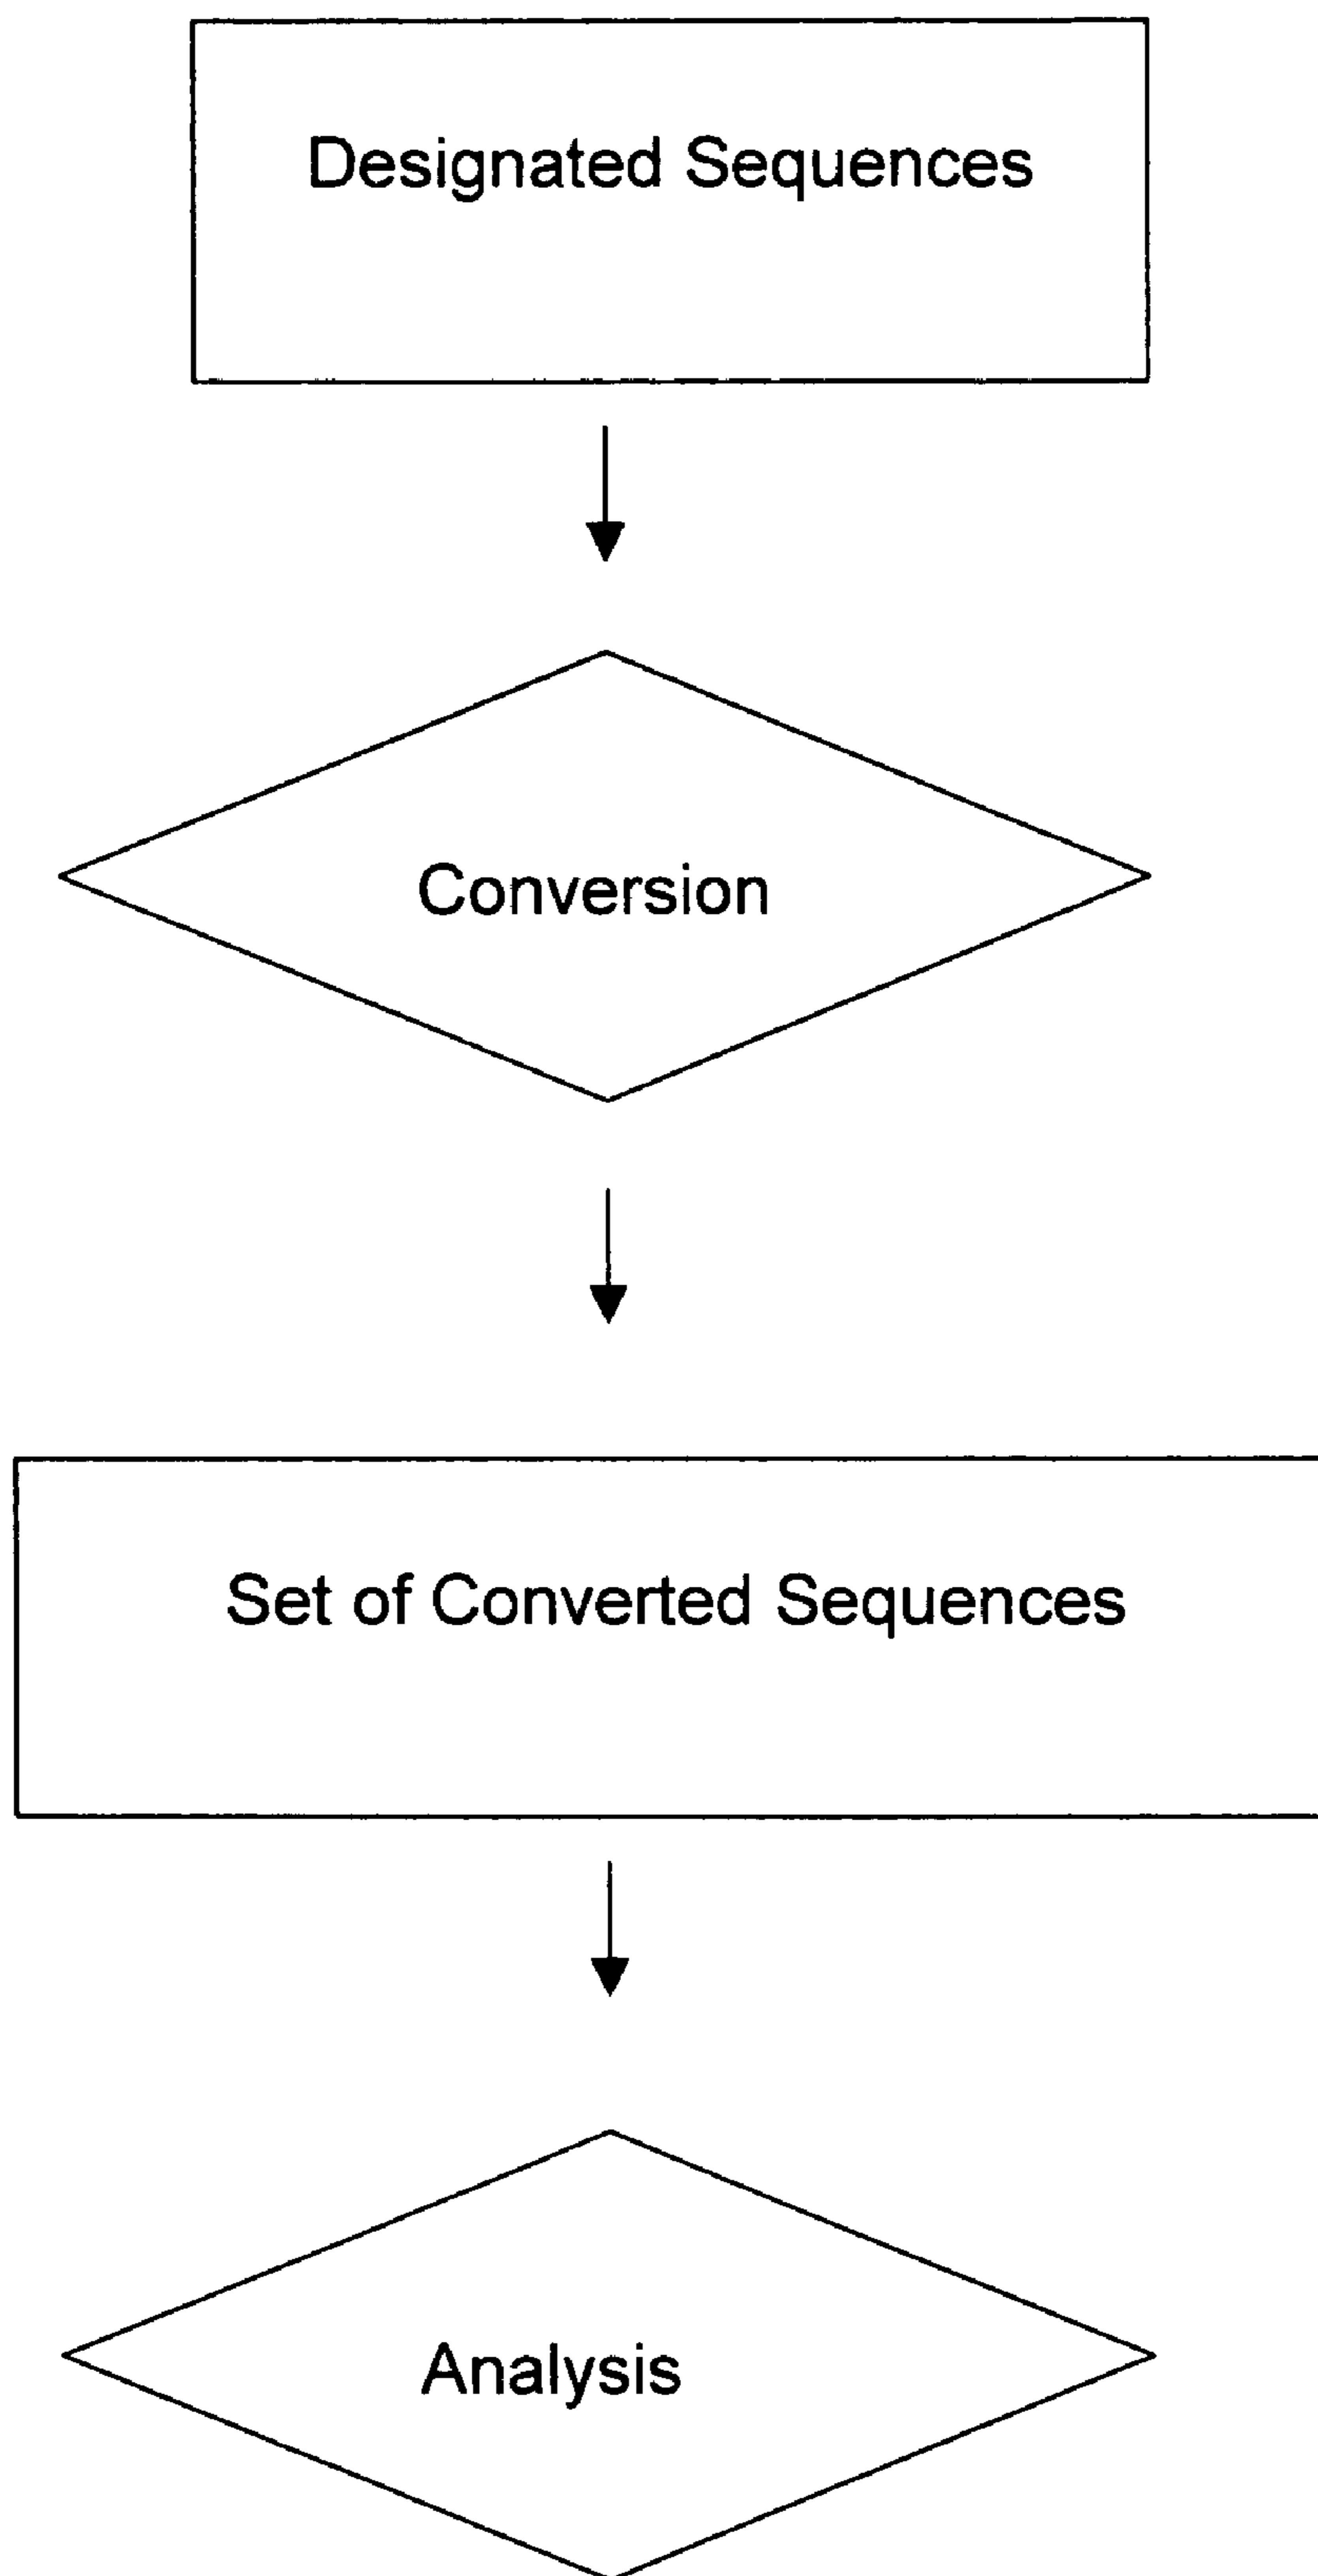 Designated Sequences
Conversion
Set of Converted Sequences
Analysis